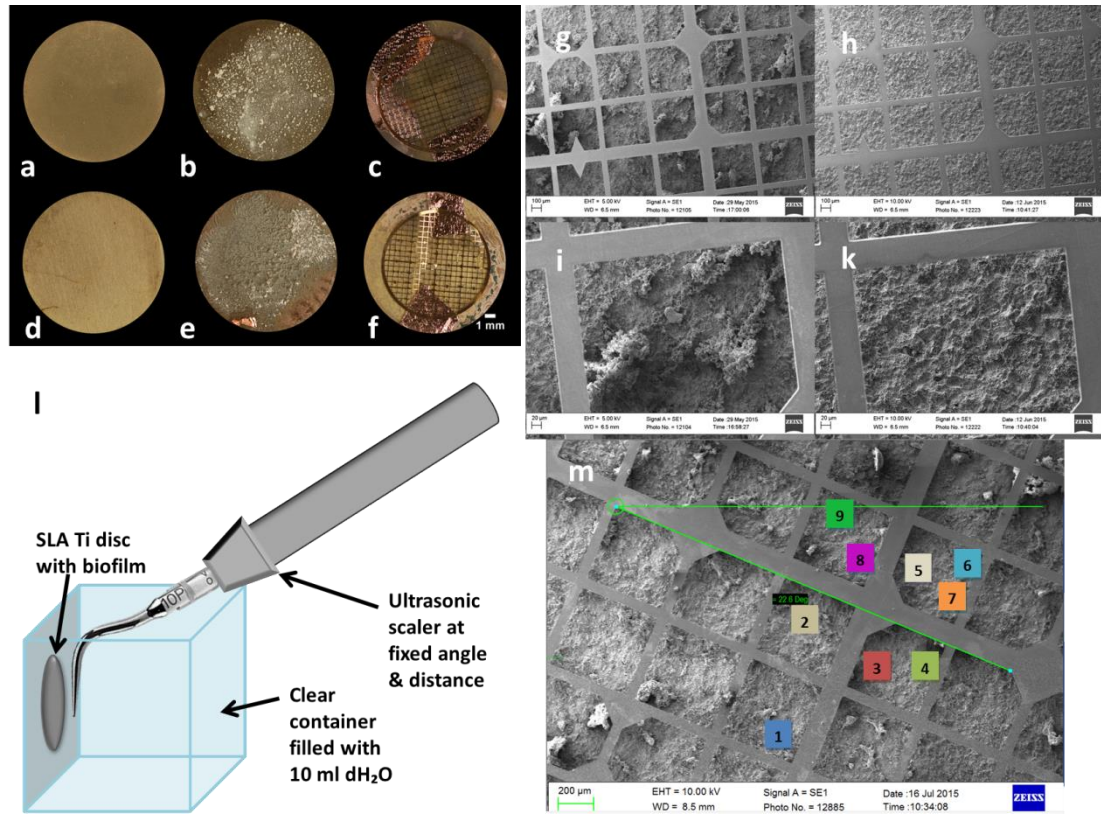 a
b
c
d
e
f
1 mm
g
100 µm
EHT = 5.00 kV
WD = 6.5 mm
Signal A = SE1
Photo No. = 12105
Date :29 May 2015
Time :17:00:06
ZEISS
h
100 µm
EHT = 10.00 kV
WD = 6.5 mm
Signal A = SE1
Photo No. = 12223
Date :12 Jun 2015
Time :10:41:27
ZEISS
i
20 µm
EHT = 5.00 kV
WD = 6.5 mm
Signal A = SE1
Photo No. = 12104
Date :29 May 2015
Time :16:58:27
ZEISS
k
20 µm
EHT = 10.00 kV
WD = 6.5 mm
Signal A = SE1
Photo No. = 12222
Date :12 Jun 2015
Time :10:40:04
ZEISS
l
SLA Ti disc
with biofilm
10P
Ultrasonic
scaler at
fixed angle
& distance
Clear
container
filled with
10 ml dH₂O
m
9
8
5
6
7
= 22.6 Deg
2
3
4
1
200 µm
EHT = 10.00 kV
WD = 8.5 mm
Signal A = SE1
Photo No. = 12885
Date :16 Jul 2015
Time :10:34:08
ZEISS